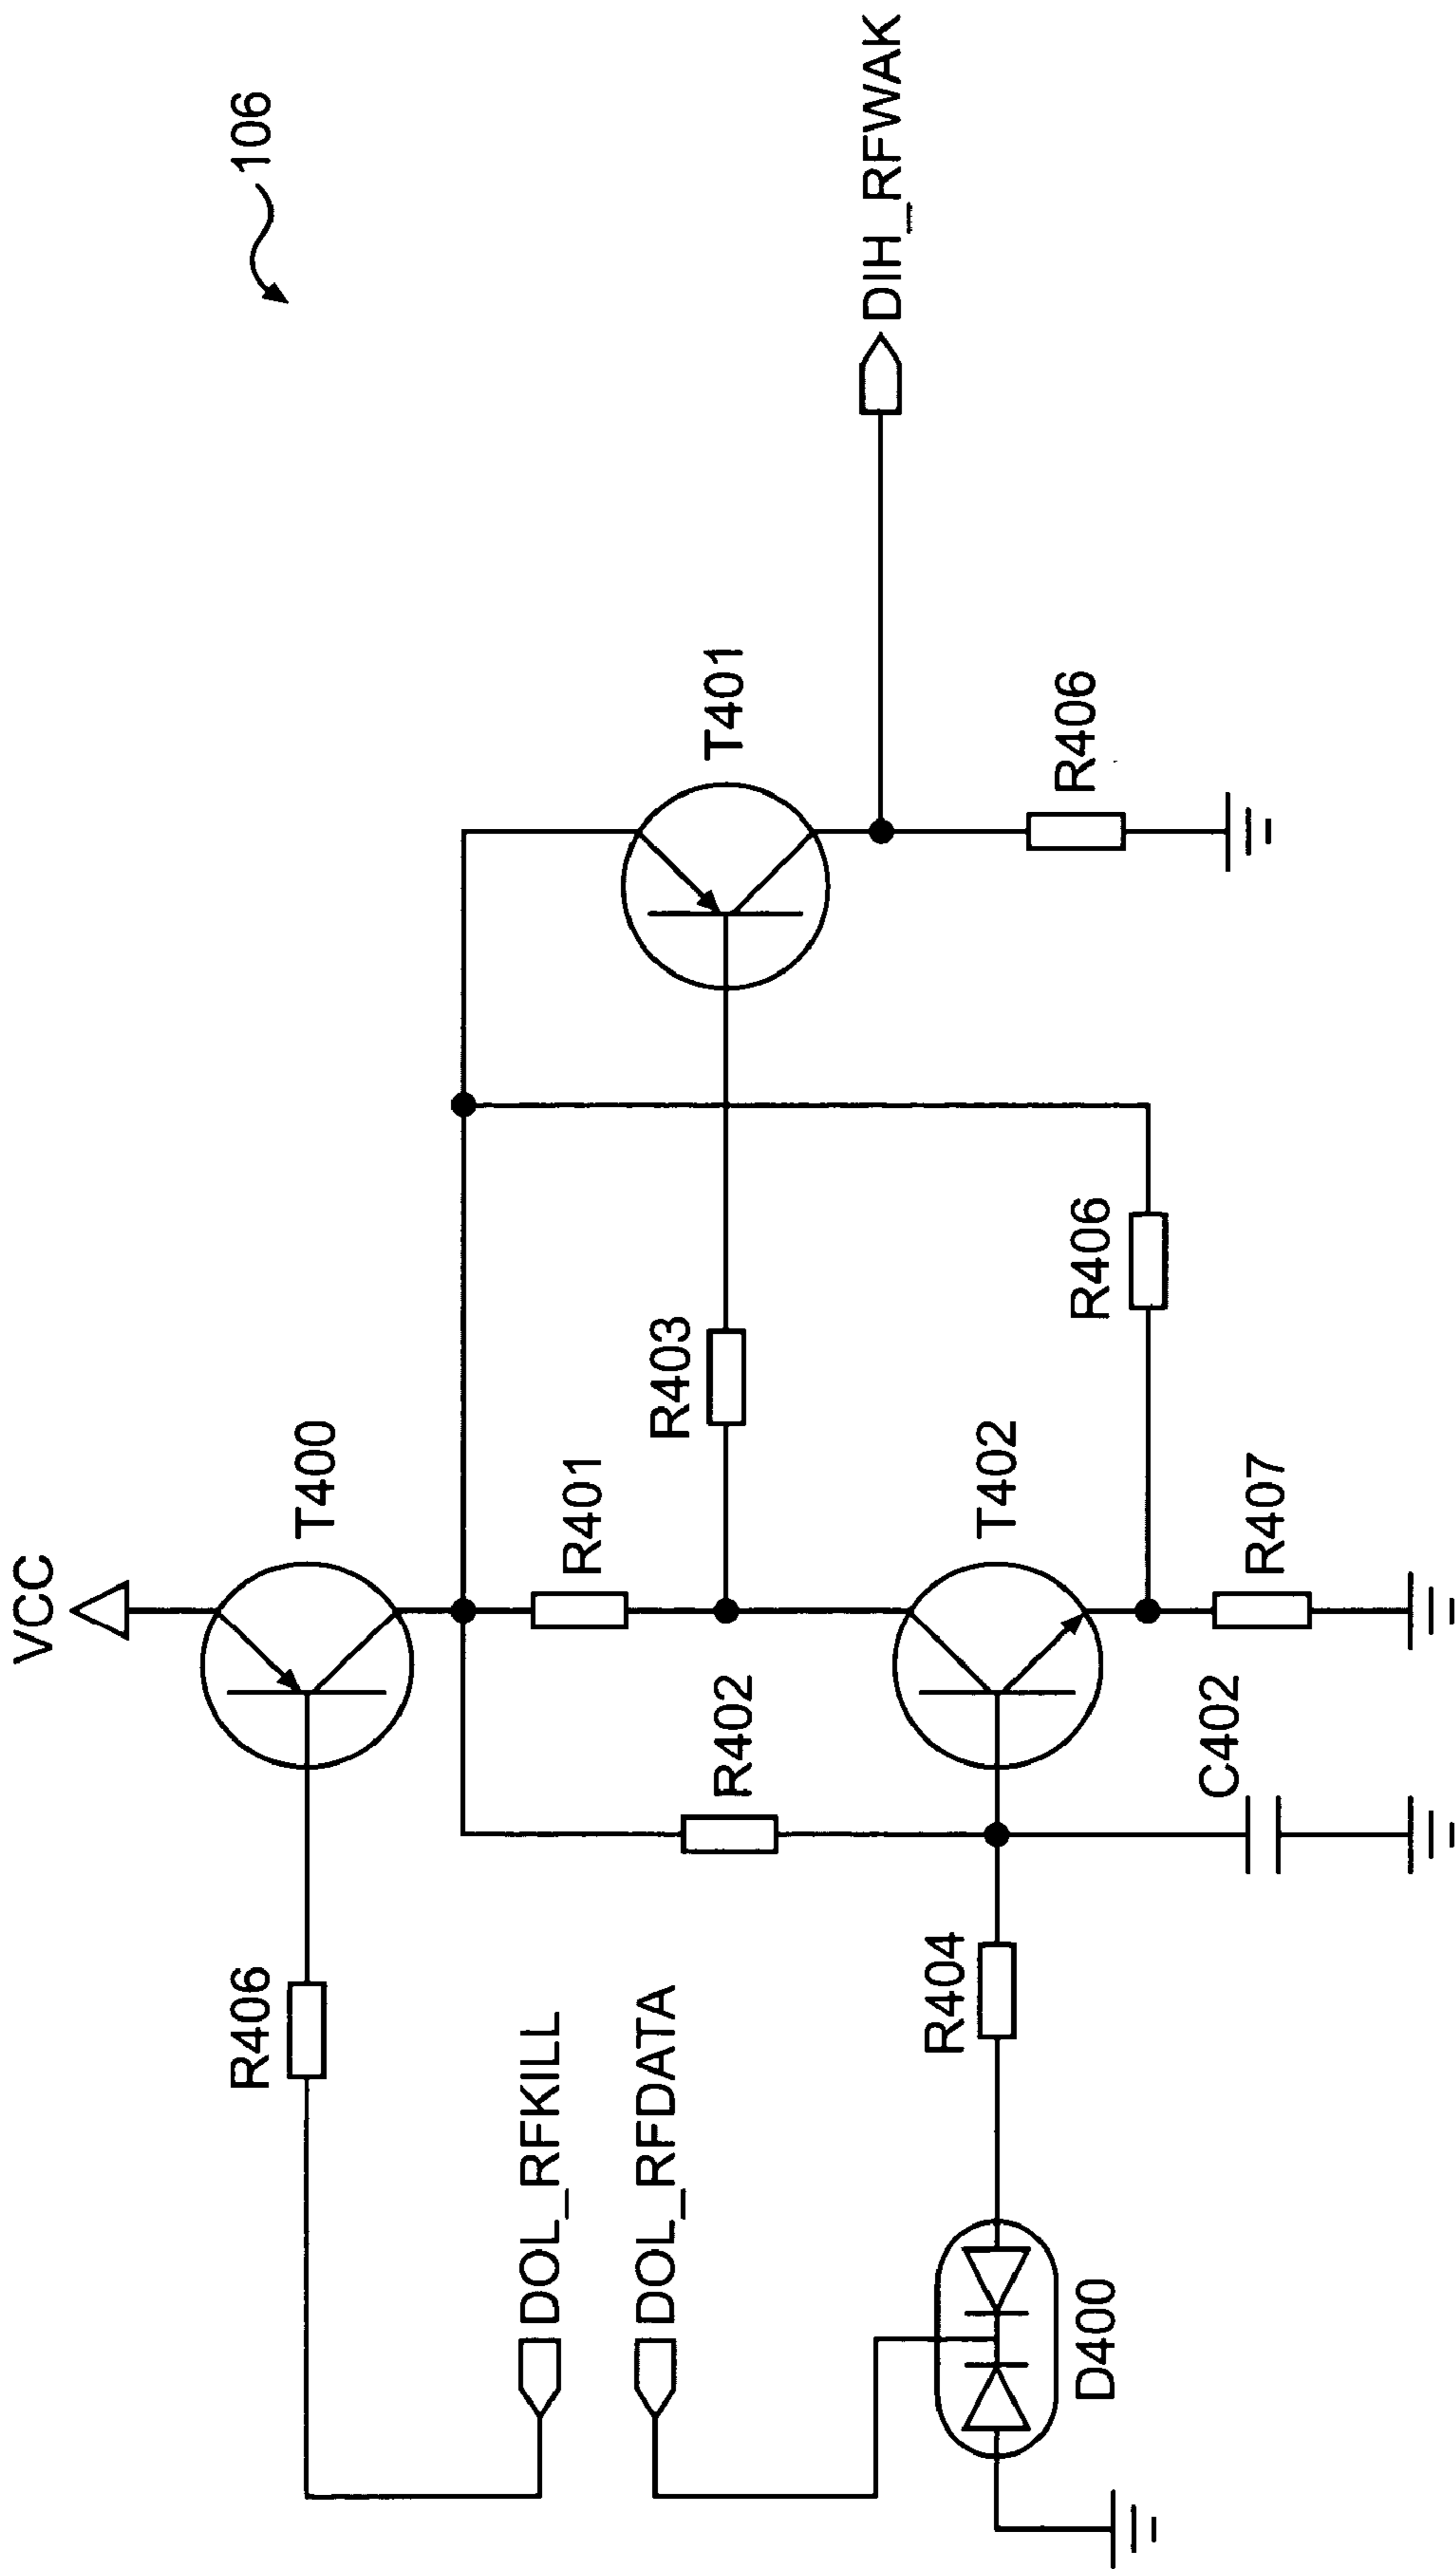 106
VCC
T400
R406
DOL_RFKILL
DOL_RFDATA
R401
R402
R403
T401
DIH_RFWAK
R404
T402
R406
R406
D400
C402
R407